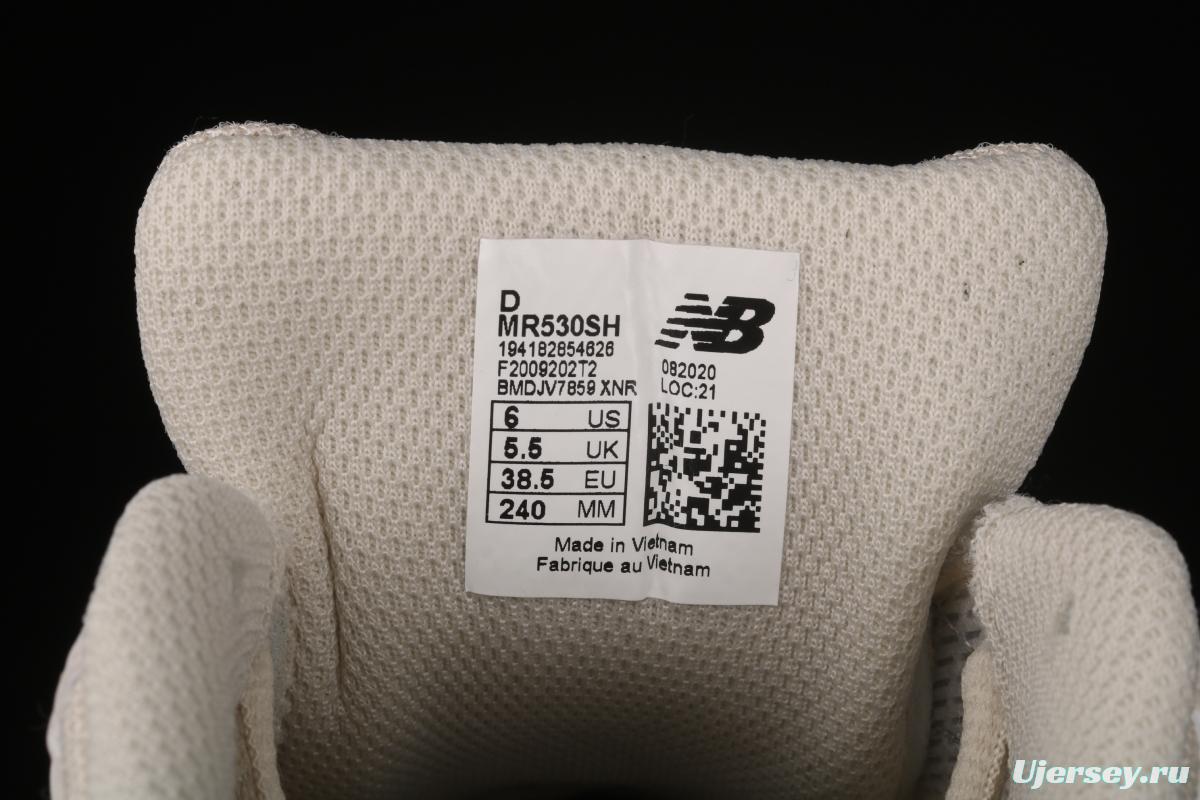 D
MR530SH
194182854626
F2009202T2
BMDJV7859 XNR
NB
082020
LOC:21
6 US
5.5 UK
38.5 EU
240 MM
Made in Vietnam
Fabrique au Vietnam
Ujersey.ru